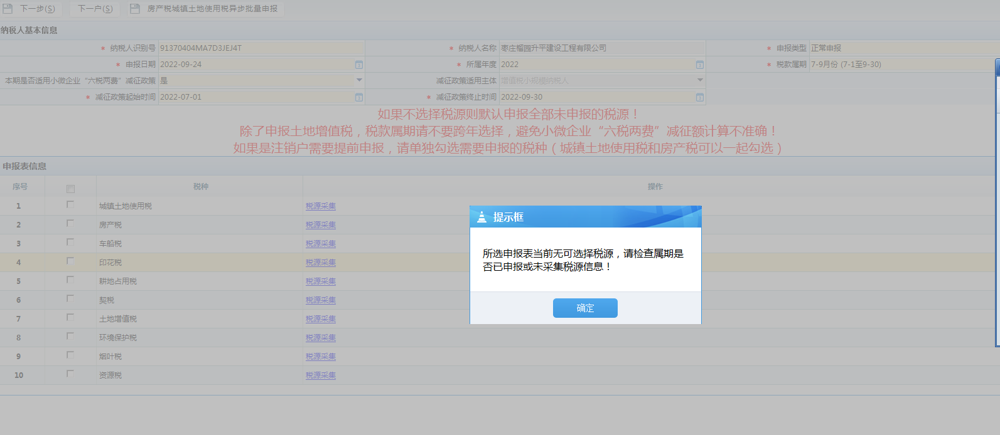 下一步(S) 下一户(S) 房产税城镇土地使用税异步批量申报
纳税人基本信息
* 纳税人识别号 91370404MA7D3JEJ4T * 纳税人名称 枣庄榴园升平建设工程有限公司 * 申报类型 正常申报
* 申报日期 2022-09-24 * 所属年度 2022 * 税款属期 7-9月份 (7-1至9-30)
本期是否适用小微企业“六税两费”减征政策 是 减征政策适用主体 增值税小规模纳税人
* 减征政策起始时间 2022-07-01 * 减征政策终止时间 2022-09-30
如果不选择税源则默认申报全部未申报的税源！
除了申报土地增值税，税款属期请不要跨年选择，避免小微企业“六税两费”减征额计算不准确！
如果是注销户需要提前申报，请单独勾选需要申报的税种（城镇土地使用税和房产税可以一起勾选）
申报表信息
序号 税种 操作
1 城镇土地使用税 税源采集
2 房产税 税源采集
3 车船税 税源采集
4 印花税 税源采集
5 耕地占用税 税源采集
6 契税 税源采集
7 土地增值税 税源采集
8 环境保护税 税源采集
9 烟叶税 税源采集
10 资源税 税源采集
提示框
所选申报表当前无可选择税源，请检查属期是
否已申报或未采集税源信息！
确定